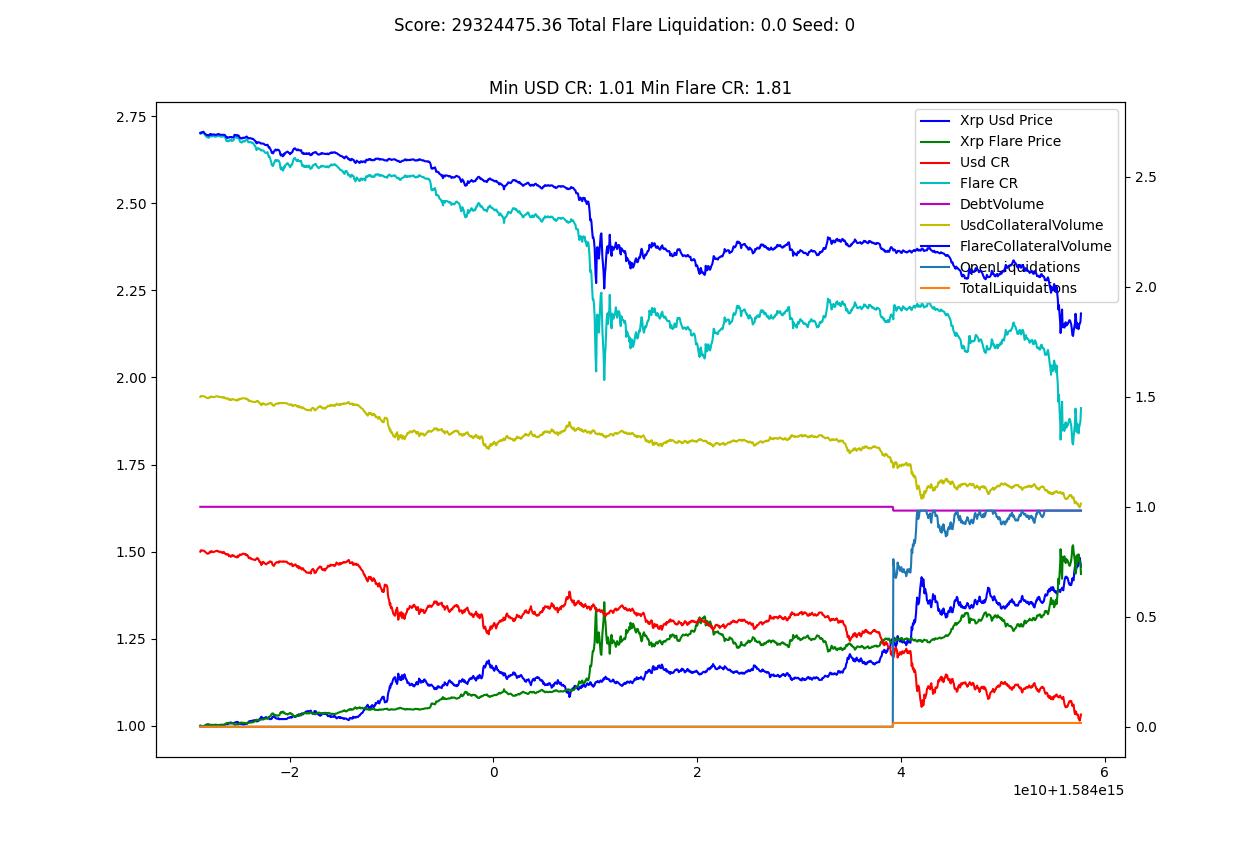 Score: 29324475.36 Total Flare Liquidation: 0.0 Seed: 0
Min USD CR: 1.01 Min Flare CR: 1.81
2.75
2.50
2.25
2.00
1.75
1.50
1.25
1.00
Xrp Usd Price
Xrp Flare Price
Usd CR
Flare CR
DebtVolume
UsdCollateralVolume
FlareCollateralVolume
OpenLiquidations
TotalLiquidations
2.5
2.0
1.5
1.0
0.5
0.0
−2 0 2 4 6
1e10+1.584e15